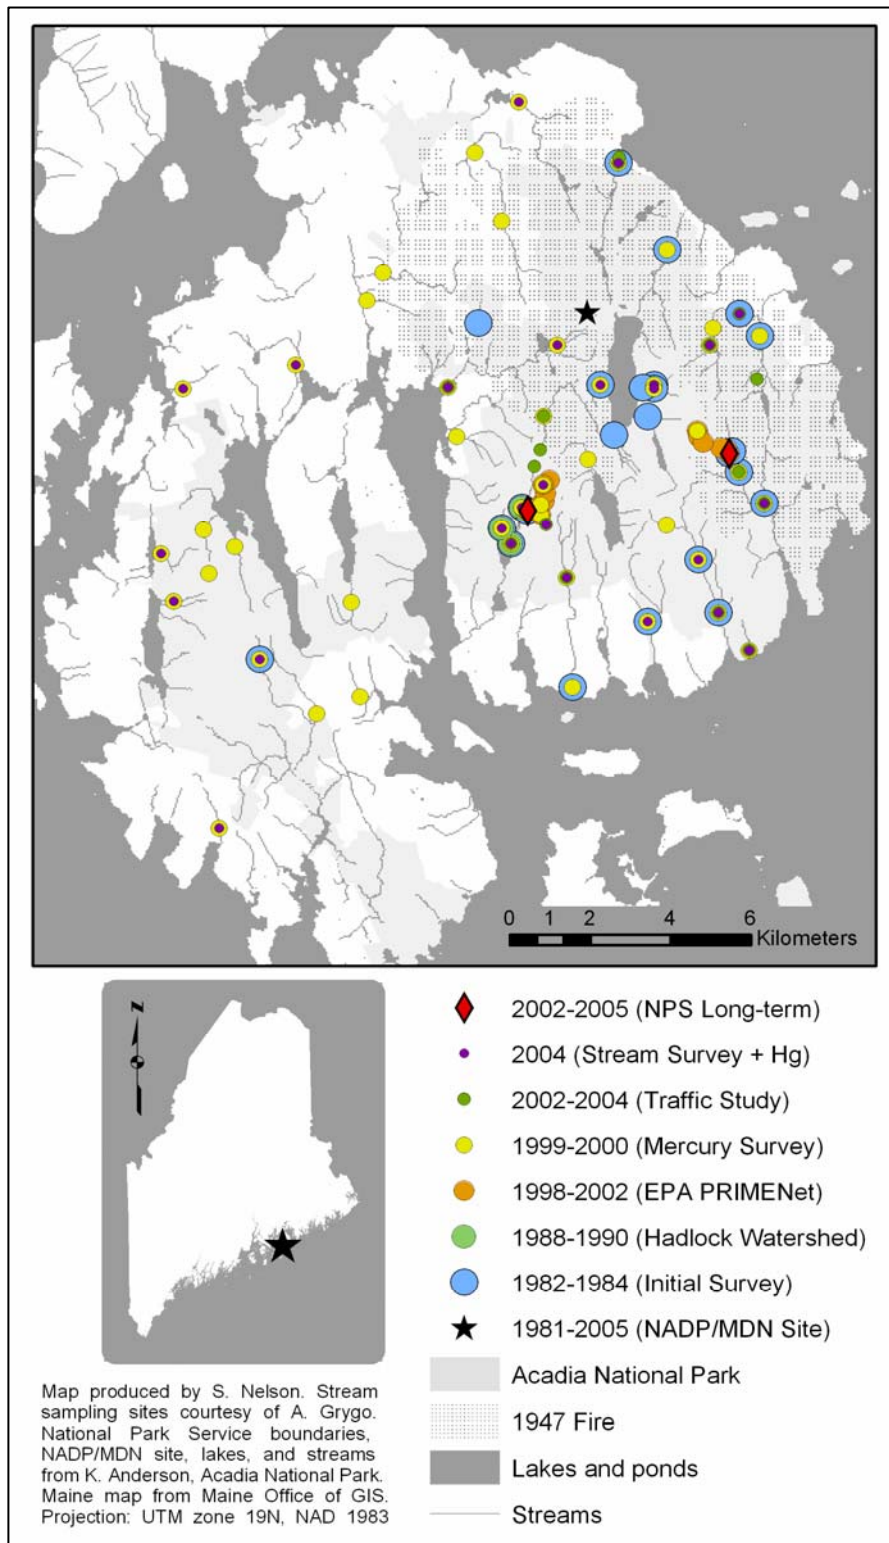 0 1 2 4 6
Kilometers
N
2002-2005 (NPS Long-term)
2004 (Stream Survey + Hg)
2002-2004 (Traffic Study)
1999-2000 (Mercury Survey)
1998-2002 (EPA PRIMENet)
1988-1990 (Hadlock Watershed)
1982-1984 (Initial Survey)
1981-2005 (NADP/MDN Site)
Acadia National Park
1947 Fire
Lakes and ponds
Streams
Map produced by S. Nelson. Stream
sampling sites courtesy of A. Grygo.
National Park Service boundaries,
NADP/MDN site, lakes, and streams
from K. Anderson, Acadia National Park.
Maine map from Maine Office of GIS.
Projection: UTM zone 19N, NAD 1983